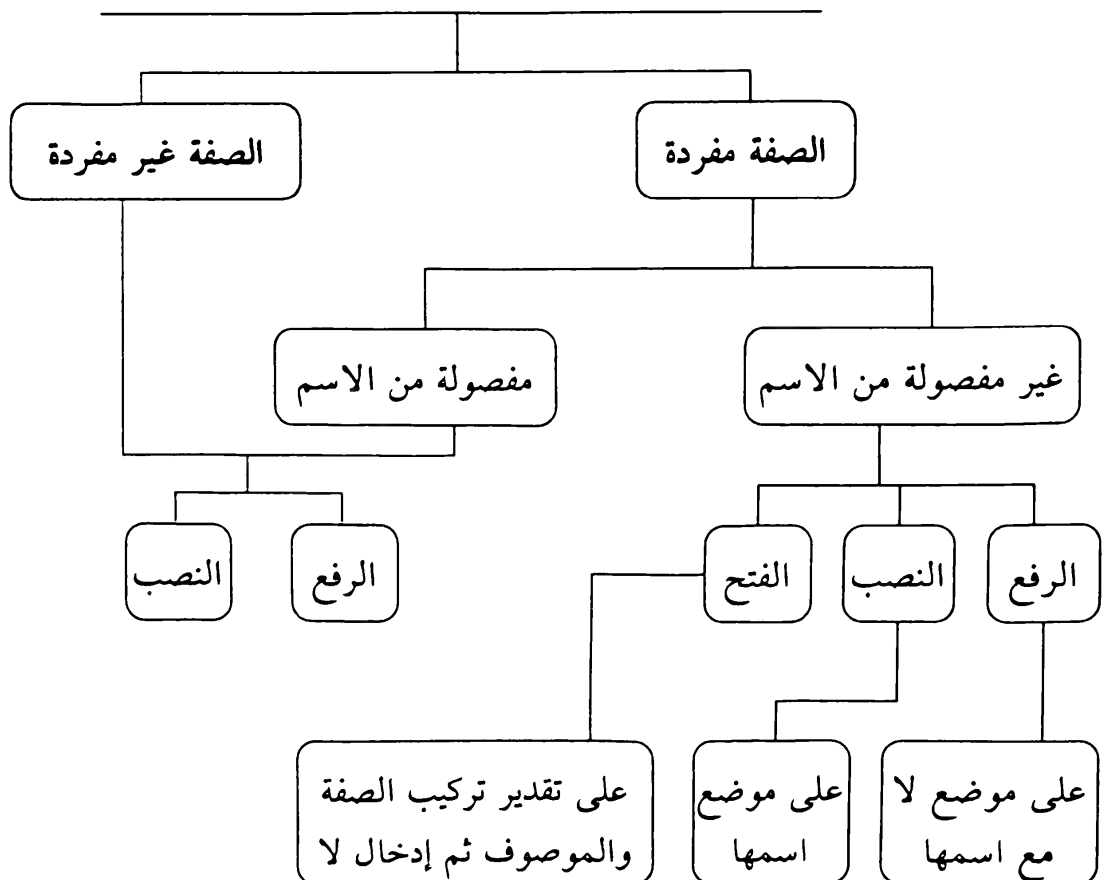 الصفة مفردة
الصفة غير مفردة
غير مفصولة من الاسم
مفصولة من الاسم
الرفع
النصب
الفتح
الرفع
النصب
على موضع لا
مع اسمها
على موضع
اسمها
على تقدير تركيب الصفة
والموصوف ثم إدخال لا